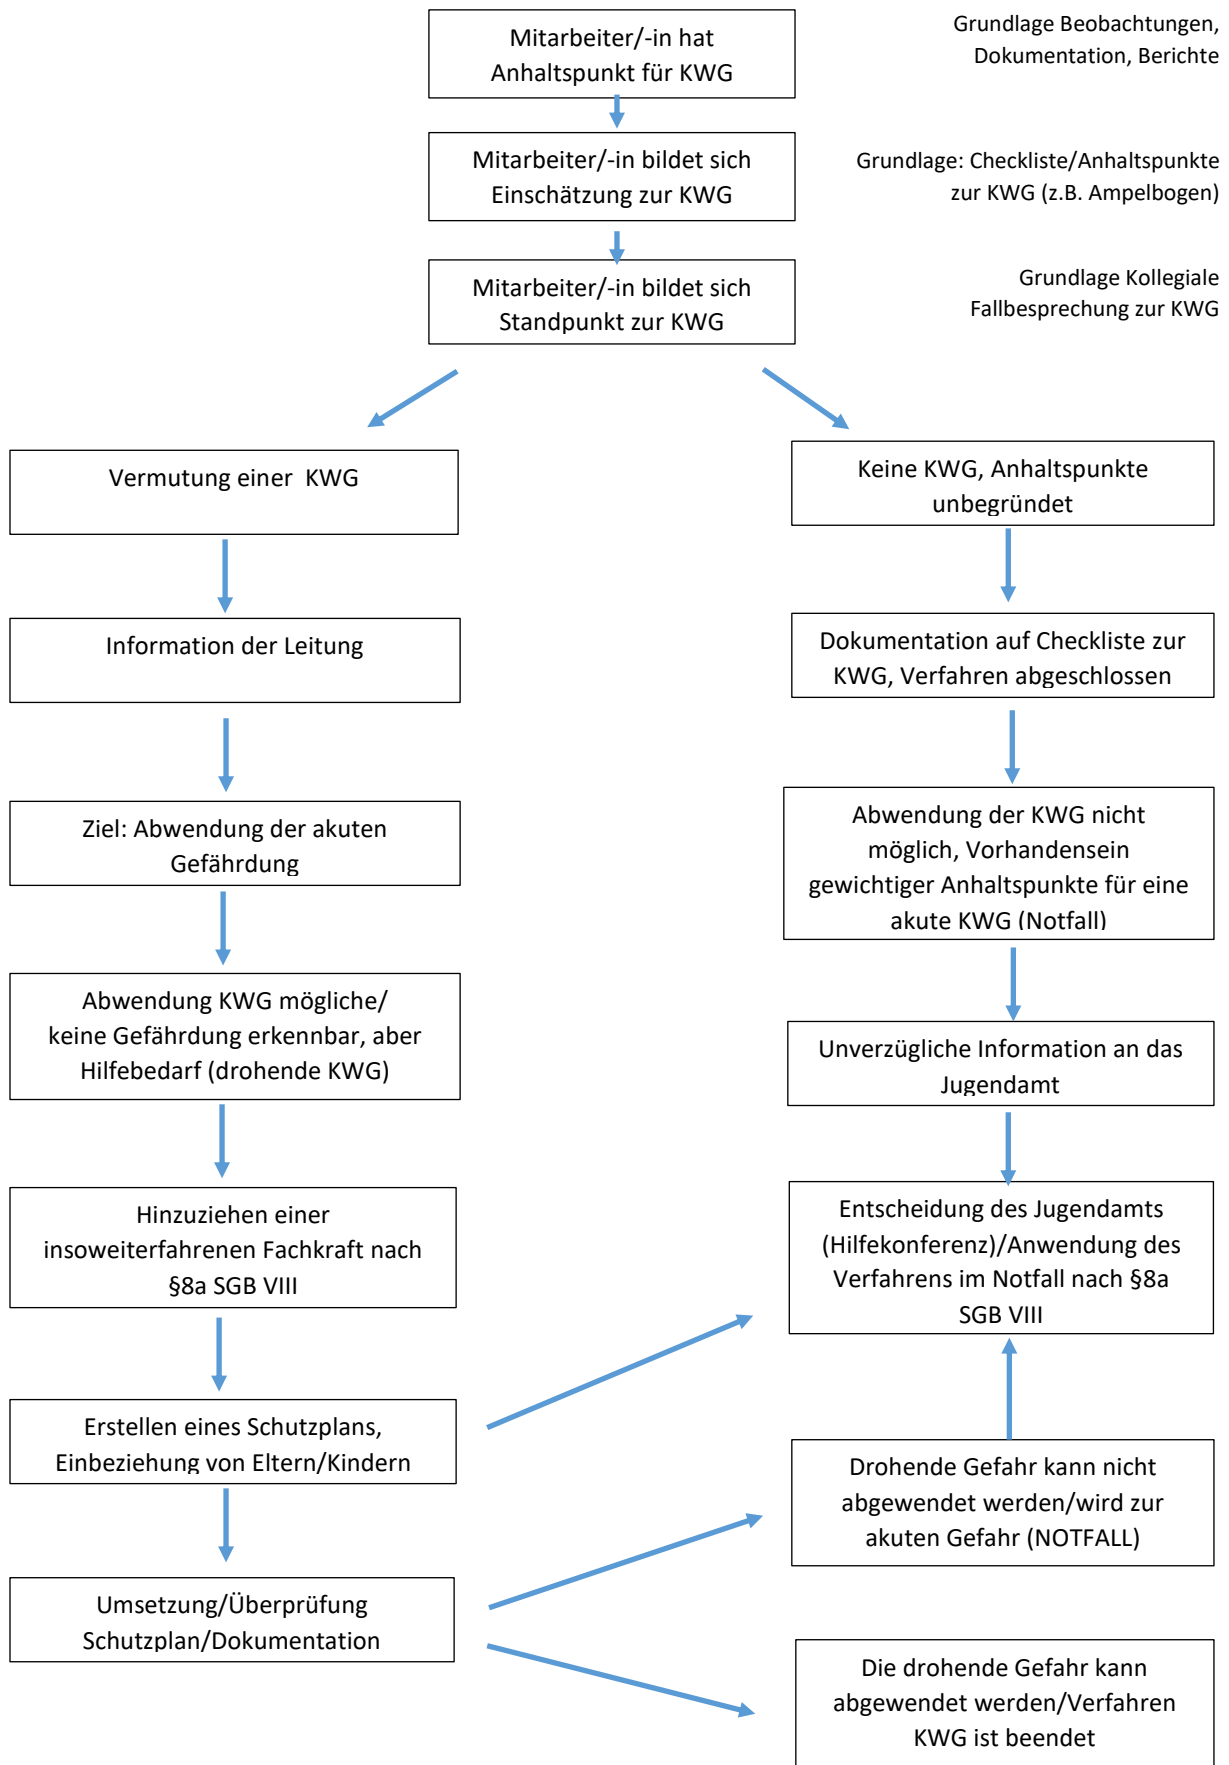 Mitarbeiter/-in hat
Anhaltspunkt für KWG
Grundlage Beobachtungen,
Dokumentation, Berichte
Mitarbeiter/-in bildet sich
Einschätzung zur KWG
Grundlage: Checkliste/Anhaltspunkte
zur KWG (z.B. Ampelbogen)
Mitarbeiter/-in bildet sich
Standpunkt zur KWG
Grundlage Kollegiale
Fallbesprechung zur KWG
Vermutung einer KWG
Keine KWG, Anhaltspunkte
unbegründet
Information der Leitung
Dokumentation auf Checkliste zur
KWG, Verfahren abgeschlossen
Ziel: Abwendung der akuten
Gefährdung
Abwendung der KWG nicht
möglich, Vorhandensein
gewichtiger Anhaltspunkte für eine
akute KWG (Notfall)
Abwendung KWG mögliche/
keine Gefährdung erkennbar, aber
Hilfebedarf (drohende KWG)
Unverzügliche Information an das
Jugendamt
Hinzuziehen einer
insoweiterfahrenen Fachkraft nach
§8a SGB VIII
Entscheidung des Jugendamts
(Hilfekonferenz)/Anwendung des
Verfahrens im Notfall nach §8a
SGB VIII
Erstellen eines Schutzplans,
Einbeziehung von Eltern/Kindern
Drohende Gefahr kann nicht
abgewendet werden/wird zur
akuten Gefahr (NOTFALL)
Umsetzung/Überprüfung
Schutzplan/Dokumentation
Die drohende Gefahr kann
abgewendet werden/Verfahren
KWG ist beendet